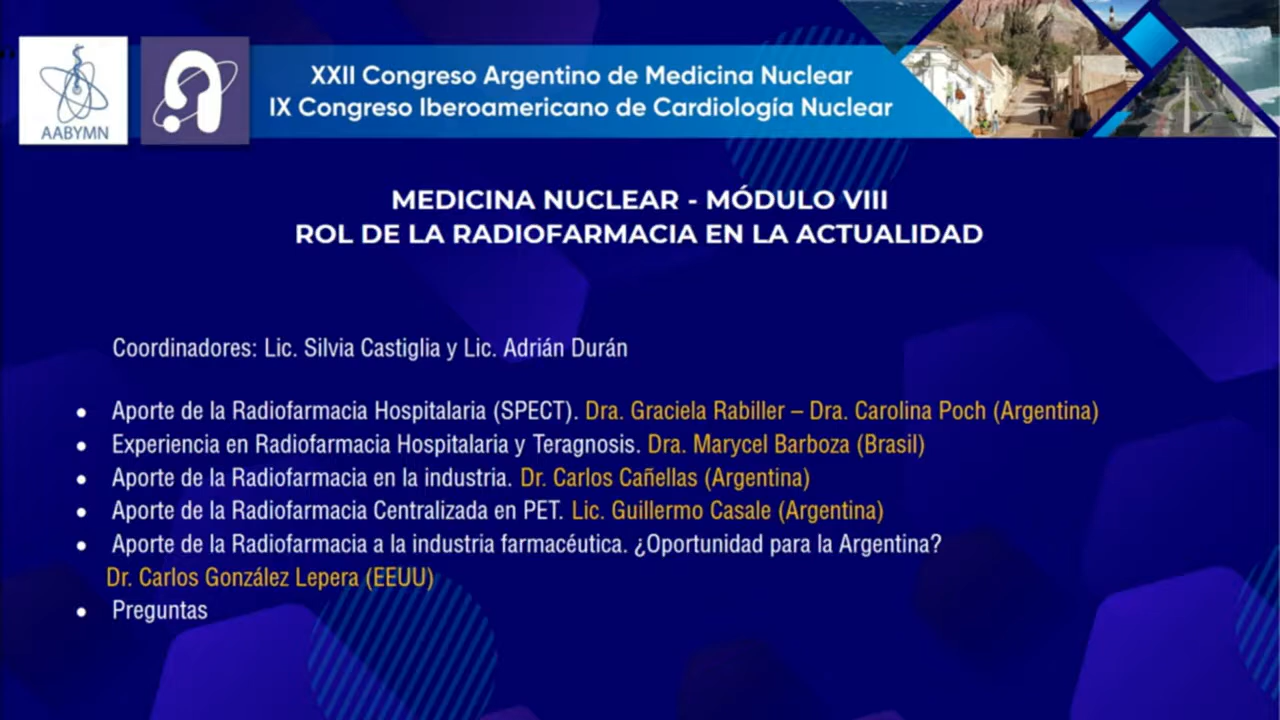 AABYMN
XXII Congreso Argentino de Medicina Nuclear
IX Congreso Iberoamericano de Cardiología Nuclear
MEDICINA NUCLEAR - MÓDULO VIII
ROL DE LA RADIOFARMACIA EN LA ACTUALIDAD
Coordinadores: Lic. Silvia Castiglia y Lic. Adrián Durán
• Aporte de la Radiofarmacia Hospitalaria (SPECT). Dra. Graciela Rabiller – Dra. Carolina Poch (Argentina)
• Experiencia en Radiofarmacia Hospitalaria y Teragnosis. Dra. Marycel Barboza (Brasil)
• Aporte de la Radiofarmacia en la industria. Dr. Carlos Cañellas (Argentina)
• Aporte de la Radiofarmacia Centralizada en PET. Lic. Guillermo Casale (Argentina)
• Aporte de la Radiofarmacia a la industria farmacéutica. ¿Oportunidad para la Argentina?
Dr. Carlos González Lepera (EEUU)
• Preguntas